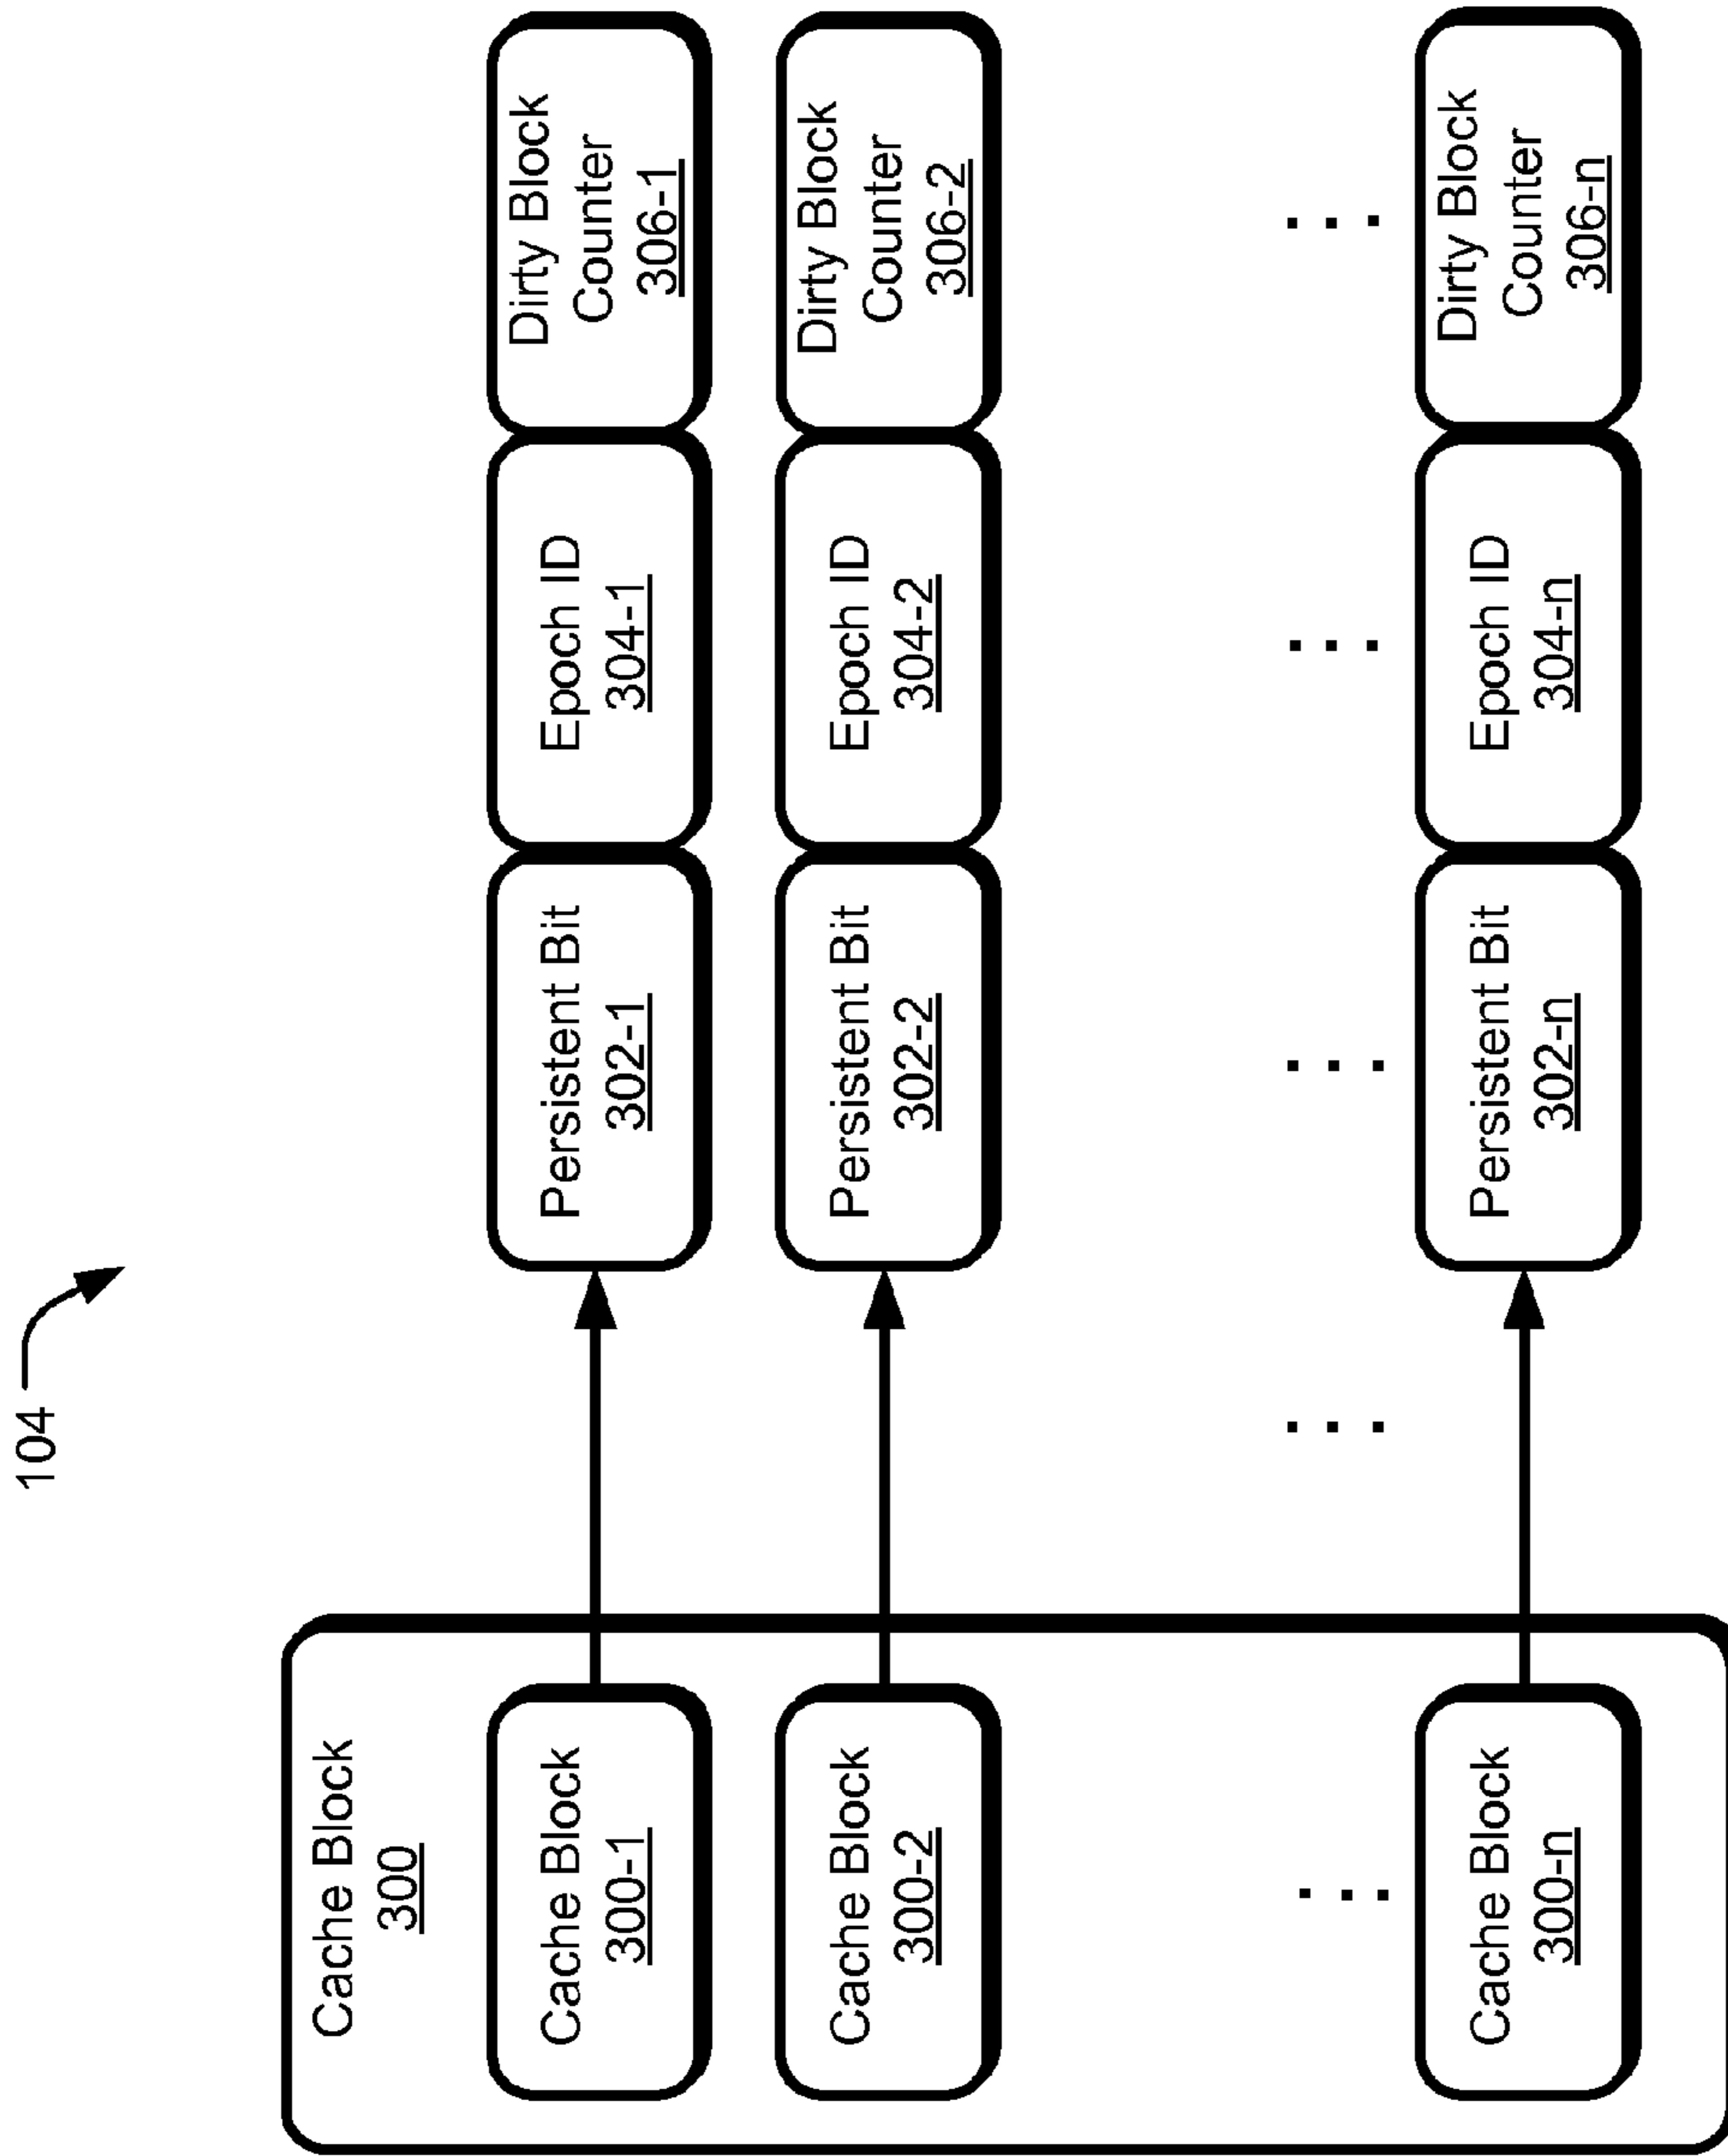 104
Cache Block
300
Cache Block
300-1
Persistent Bit
302-1
Epoch ID
304-1
Dirty Block
Counter
306-1
Cache Block
300-2
Persistent Bit
302-2
Epoch ID
304-2
Dirty Block
Counter
306-2
. . .
. . .
. . .
. . .
. . .
Cache Block
300-n
Persistent Bit
302-n
Epoch ID
304-n
Dirty Block
Counter
306-n